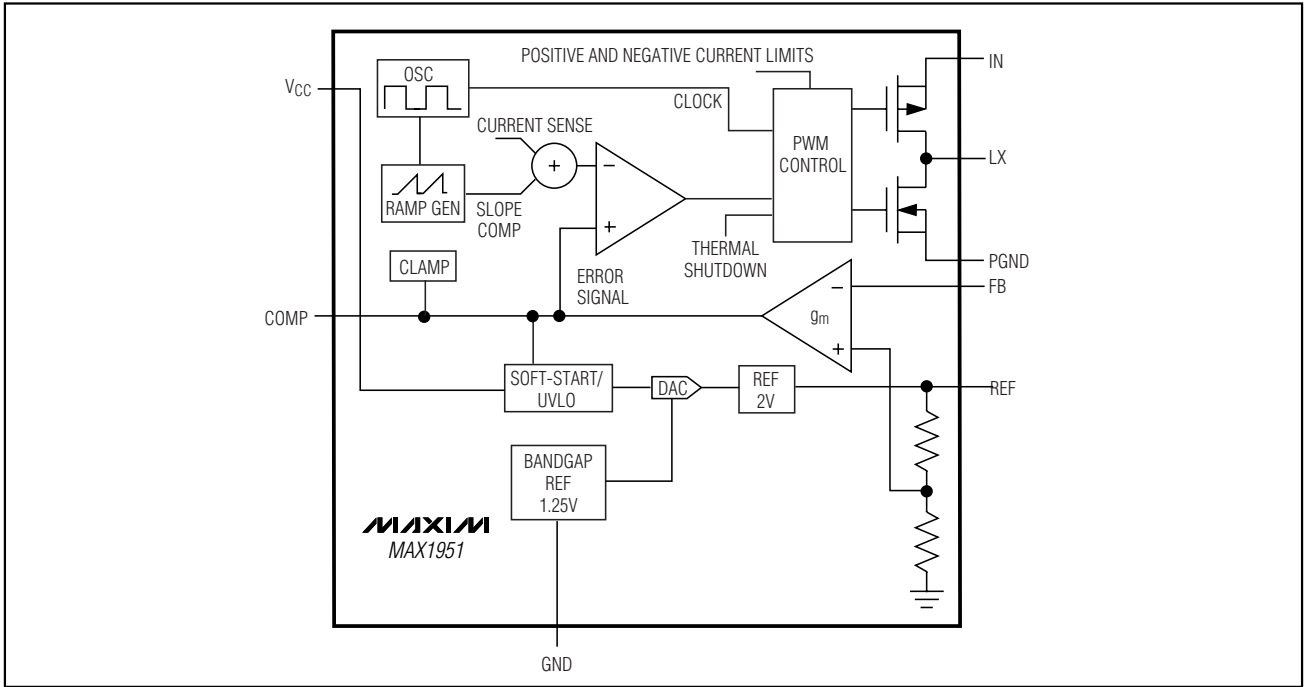 POSITIVE AND NEGATIVE CURRENT LIMITS
IN
OSC
VCC
CLOCK
CURRENT SENSE
+
−
PWM
CONTROL
LX
RAMP GEN
SLOPE
COMP
+
THERMAL
SHUTDOWN
CLAMP
ERROR
SIGNAL
PGND
FB
−
gm
+
COMP
SOFT-START/
UVLO
DAC
REF
2V
REF
BANDGAP
REF
1.25V
MAXIM
MAX1951
GND